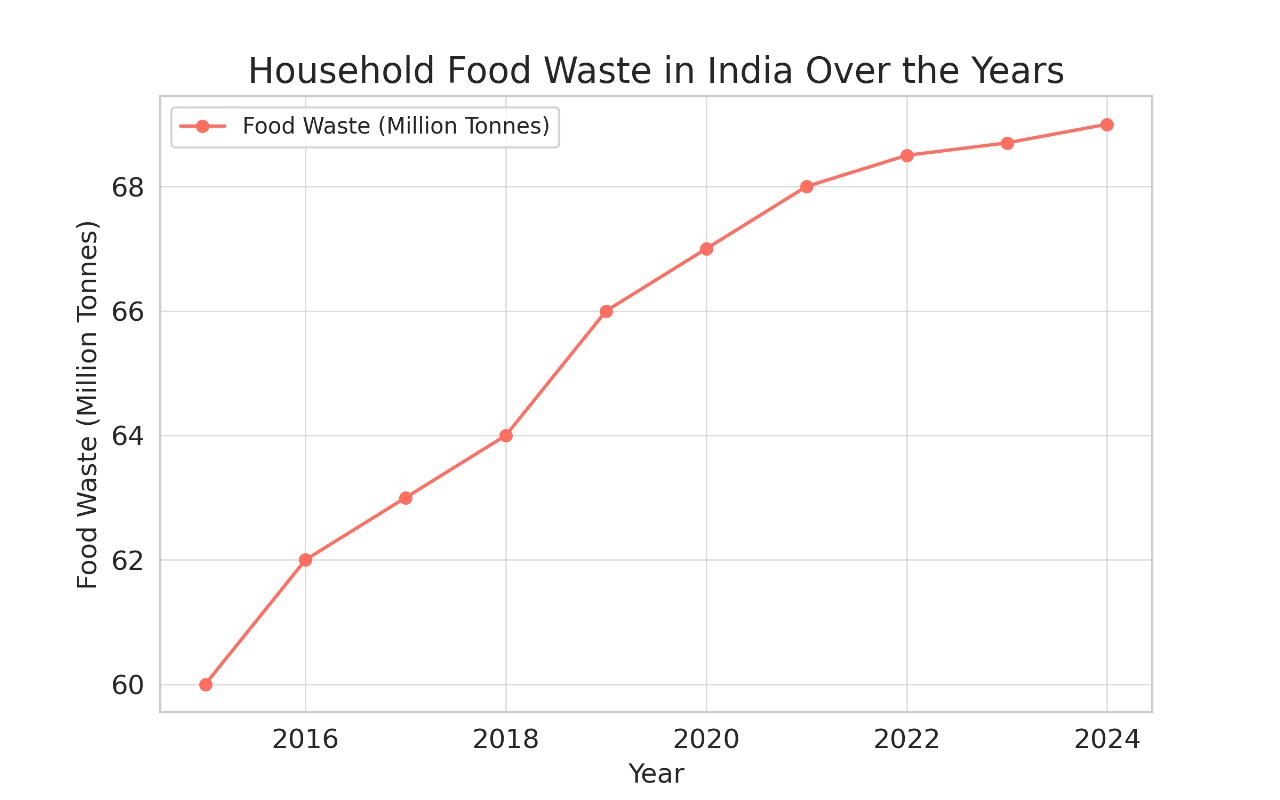 Household Food Waste in India Over the Years
Food Waste (Million Tonnes)
Food Waste (Million Tonnes)
68
66
64
62
60
2016 2018 2020 2022 2024
Year